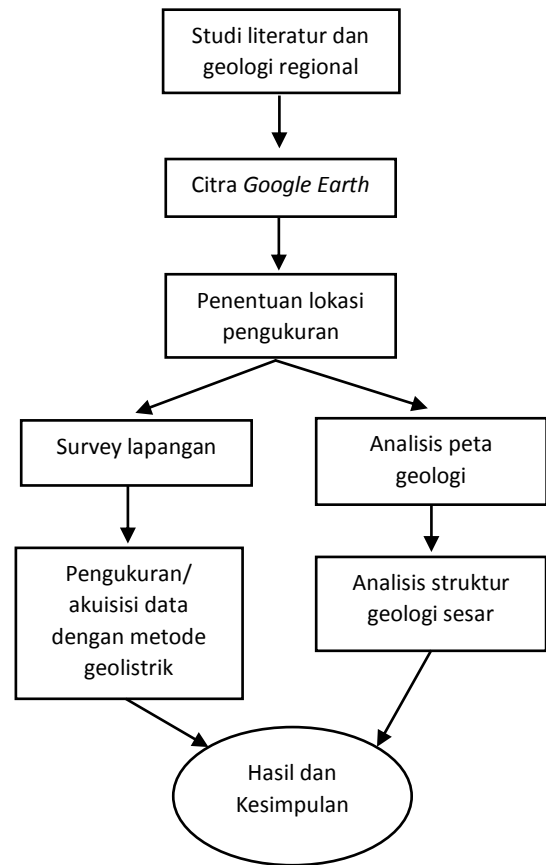 Studi literatur dan
geologi regional
Citra Google Earth
Penentuan lokasi
pengukuran
Survey lapangan
Analisis peta
geologi
Pengukuran/
akuisisi data
dengan metode
geolistrik
Analisis struktur
geologi sesar
Hasil dan
Kesimpulan